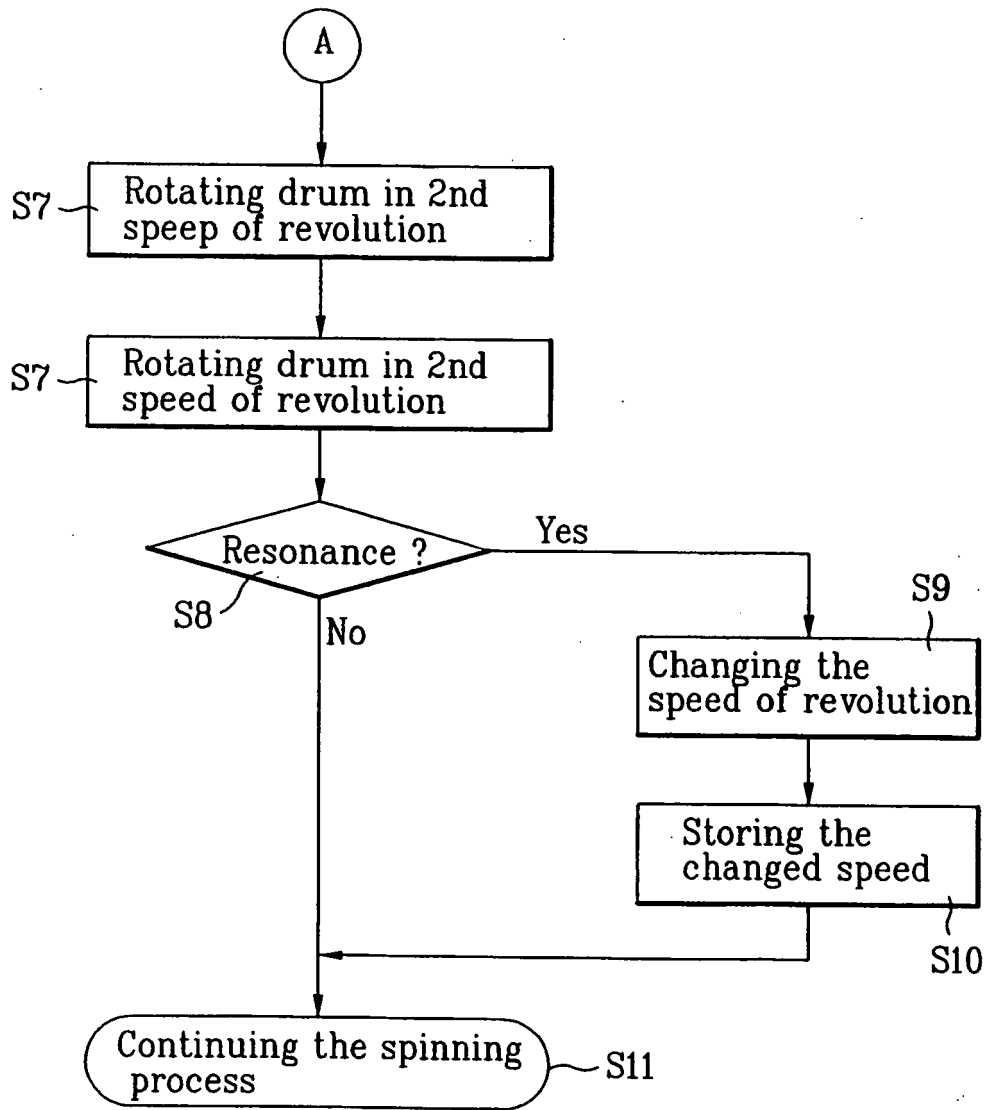 A
S7
Rotating drum in 2nd
speep of revolution
S7
Rotating drum in 2nd
speed of revolution
Resonance ?
Yes
S8
No
S9
Changing the
speed of revolution
Storing the
changed speed
S10
Continuing the spinning
process
S11